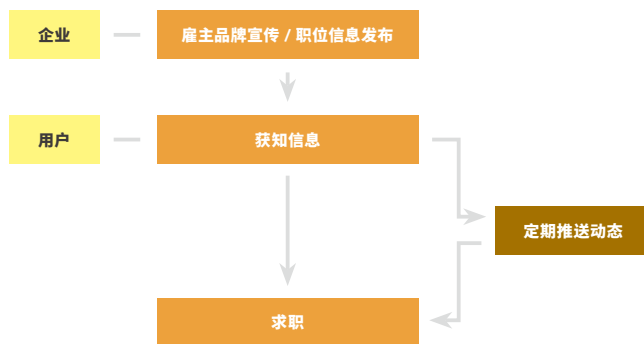 企业
雇主品牌宣传 / 职位信息发布
用户
获知信息
定期推送动态
求职